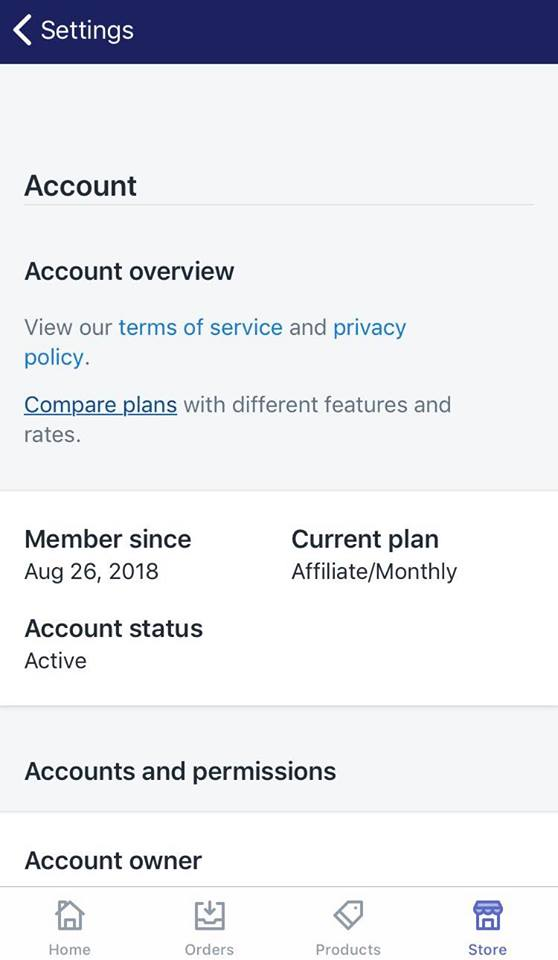 Settings
Account
Account overview
View our terms of service and privacy
policy.
Compare plans with different features and
rates.
Member since
Current plan
Aug 26, 2018
Affiliate/Monthly
Account status
Active
Accounts and permissions
Account owner
Home
Orders
Products
Store